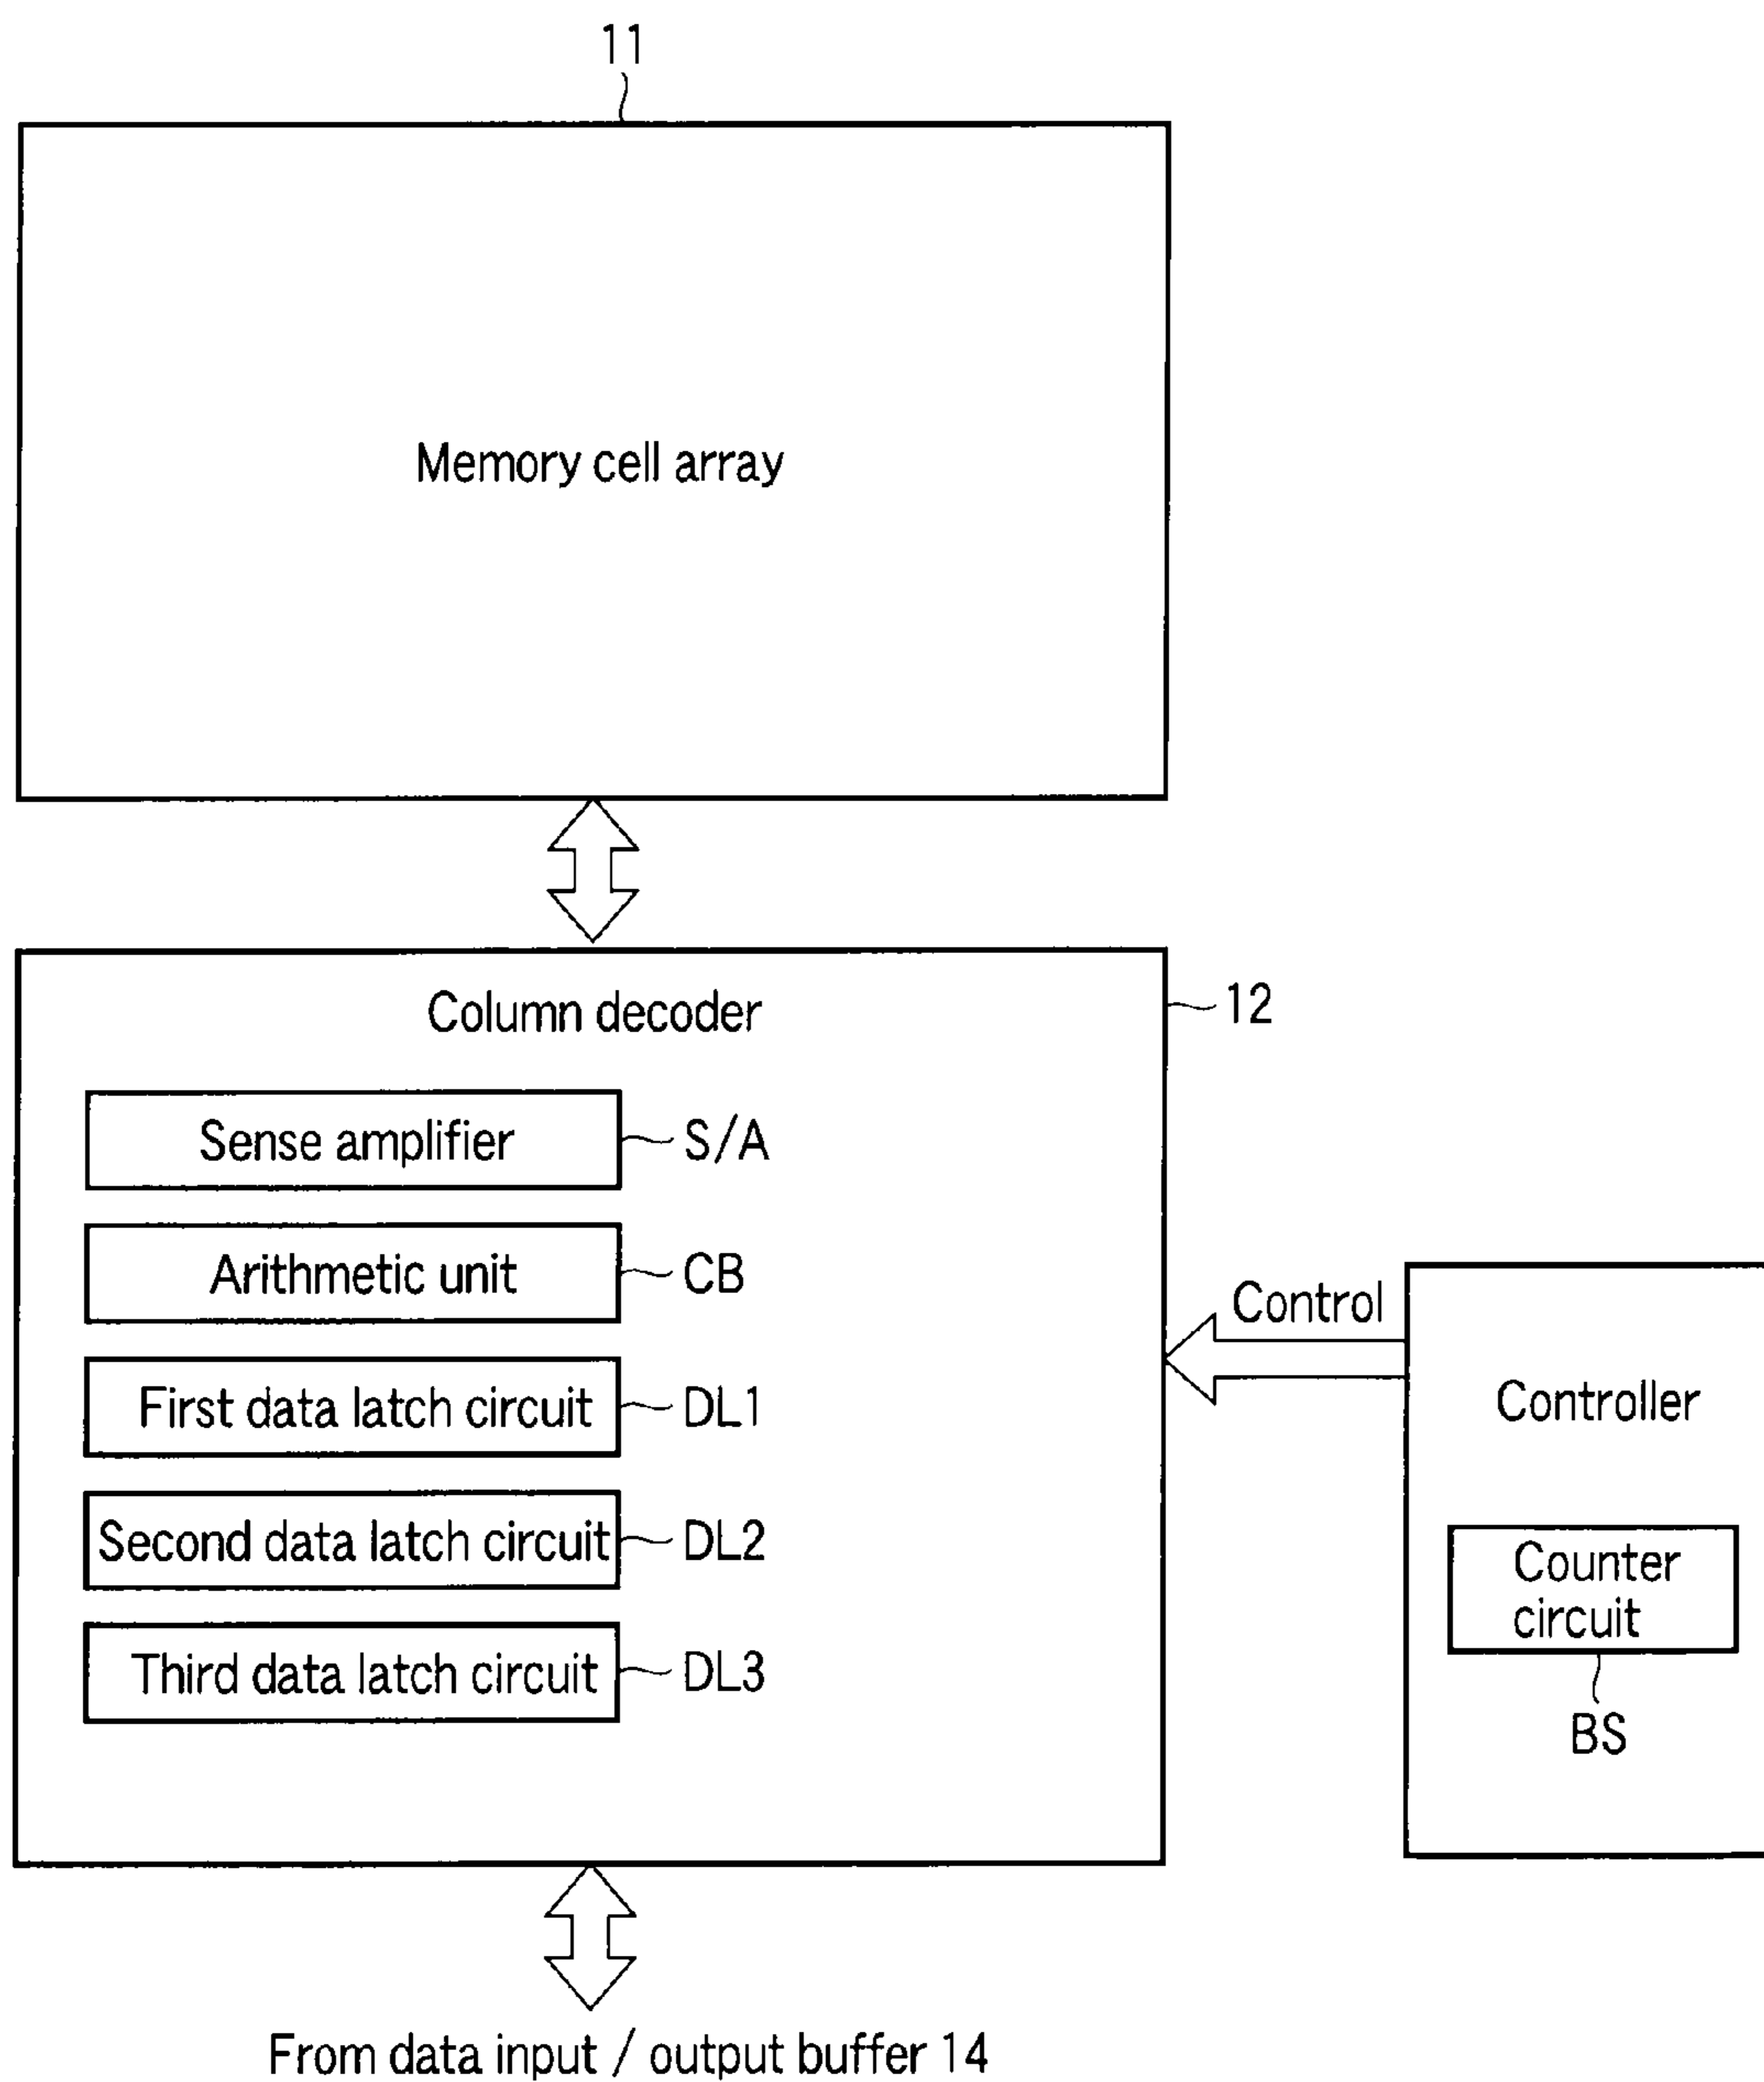 11
Memory cell array
Column decoder
12
Sense amplifier
S/A
Arithmetic unit
CB
Control
First data latch circuit
DL1
Controller
Second data latch circuit
DL2
Counter
circuit
Third data latch circuit
DL3
BS
From data input / output buffer 14